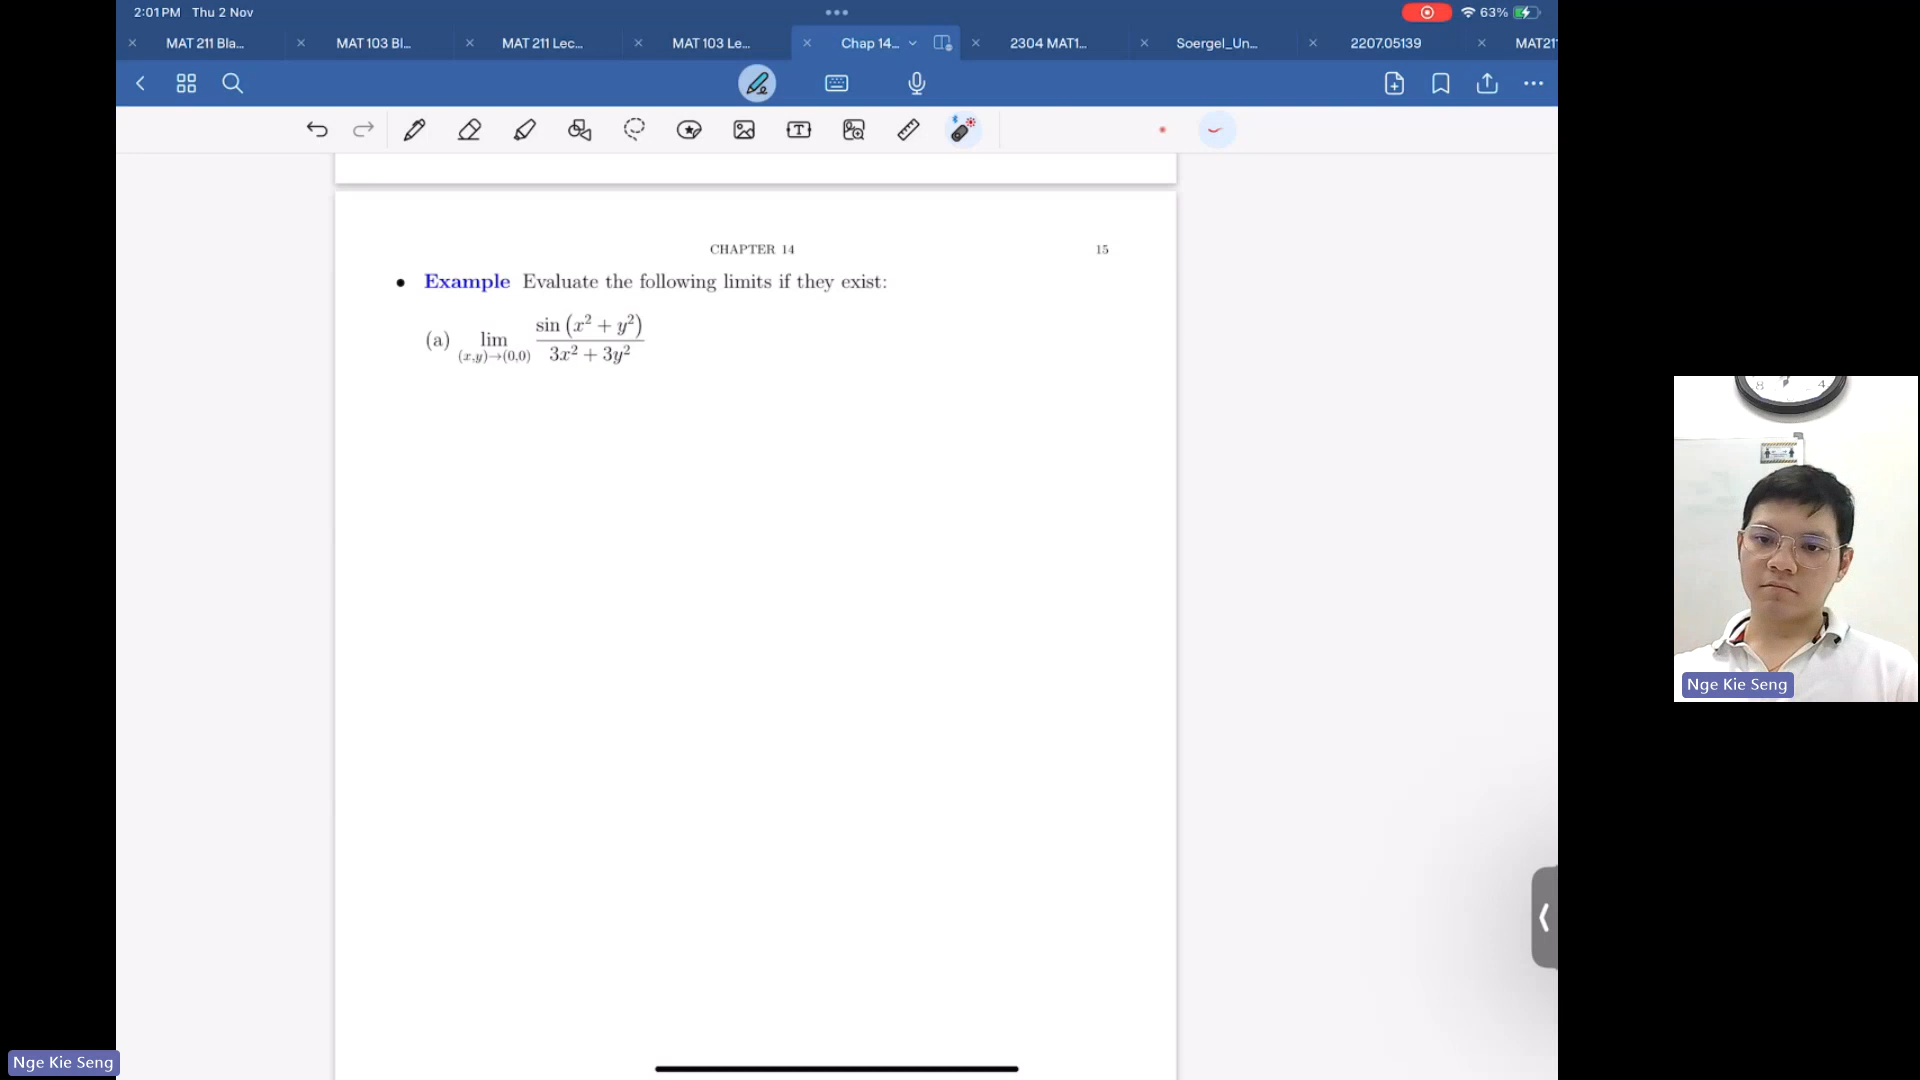 2:01 PM Thu 2 Nov
63%
MAT 211 Bla...
MAT 103 Bl...
MAT 211 Lec...
MAT 103 Le...
Chap 14...
2304 MAT1...
Soergel_Un...
2207.05139
MAT21
CHAPTER 14
15
• Example Evaluate the following limits if they exist:
(a) lim (x,y)→(0,0) sin (x² + y²) / 3x² + 3y²
8 4
Nge Kie Seng
Nge Kie Seng